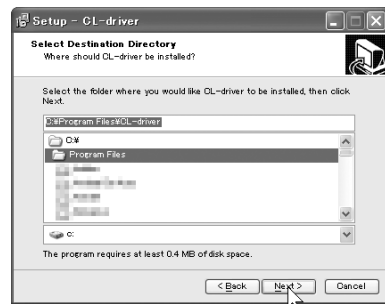 Setup - CL-driver
Select Destination Directory
Where should CL-driver be installed?
Select the folder where you would like CL-driver to be installed, then click
Next.
C:¥Program Files¥CL-driver
C:¥
Program Files
c:
The program requires at least 0.4 MB of disk space.
< Back
Next >
Cancel